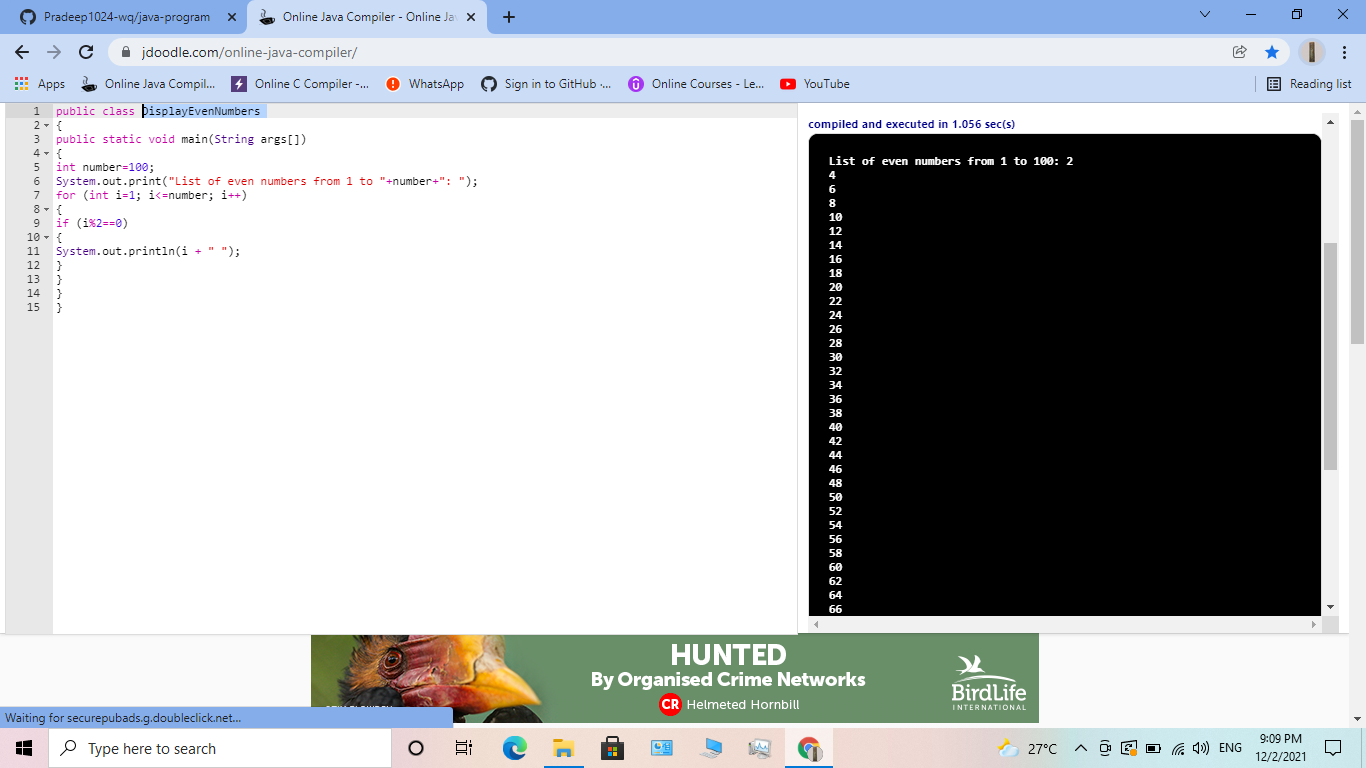 Pradeep1024-wq/java-program
Online Java Compiler - Online Ja
jdoodle.com/online-java-compiler/
Apps
Online Java Compil...
Online C Compiler -...
WhatsApp
Sign in to GitHub ·...
Online Courses - Le...
YouTube
Reading list
1 public class DisplayEvenNumbers
2 {
3 public static void main(String args[])
4 {
5 int number=100;
6 System.out.print("List of even numbers from 1 to "+number+": ");
7 for (int i=1; i<=number; i++)
8 {
9 if (i%2==0)
10 {
11 System.out.println(i + " ");
12 }
13 }
14 }
15 }
compiled and executed in 1.056 sec(s)
List of even numbers from 1 to 100: 2
4
6
8
10
12
14
16
18
20
22
24
26
28
30
32
34
36
38
40
42
44
46
48
50
52
54
56
58
60
62
64
66
HUNTED
By Organised Crime Networks
CR Helmeted Hornbill
BirdLife
INTERNATIONAL
Waiting for securepubads.g.doubleclick.net...
Type here to search
27°C
ENG
9:09 PM
12/2/2021